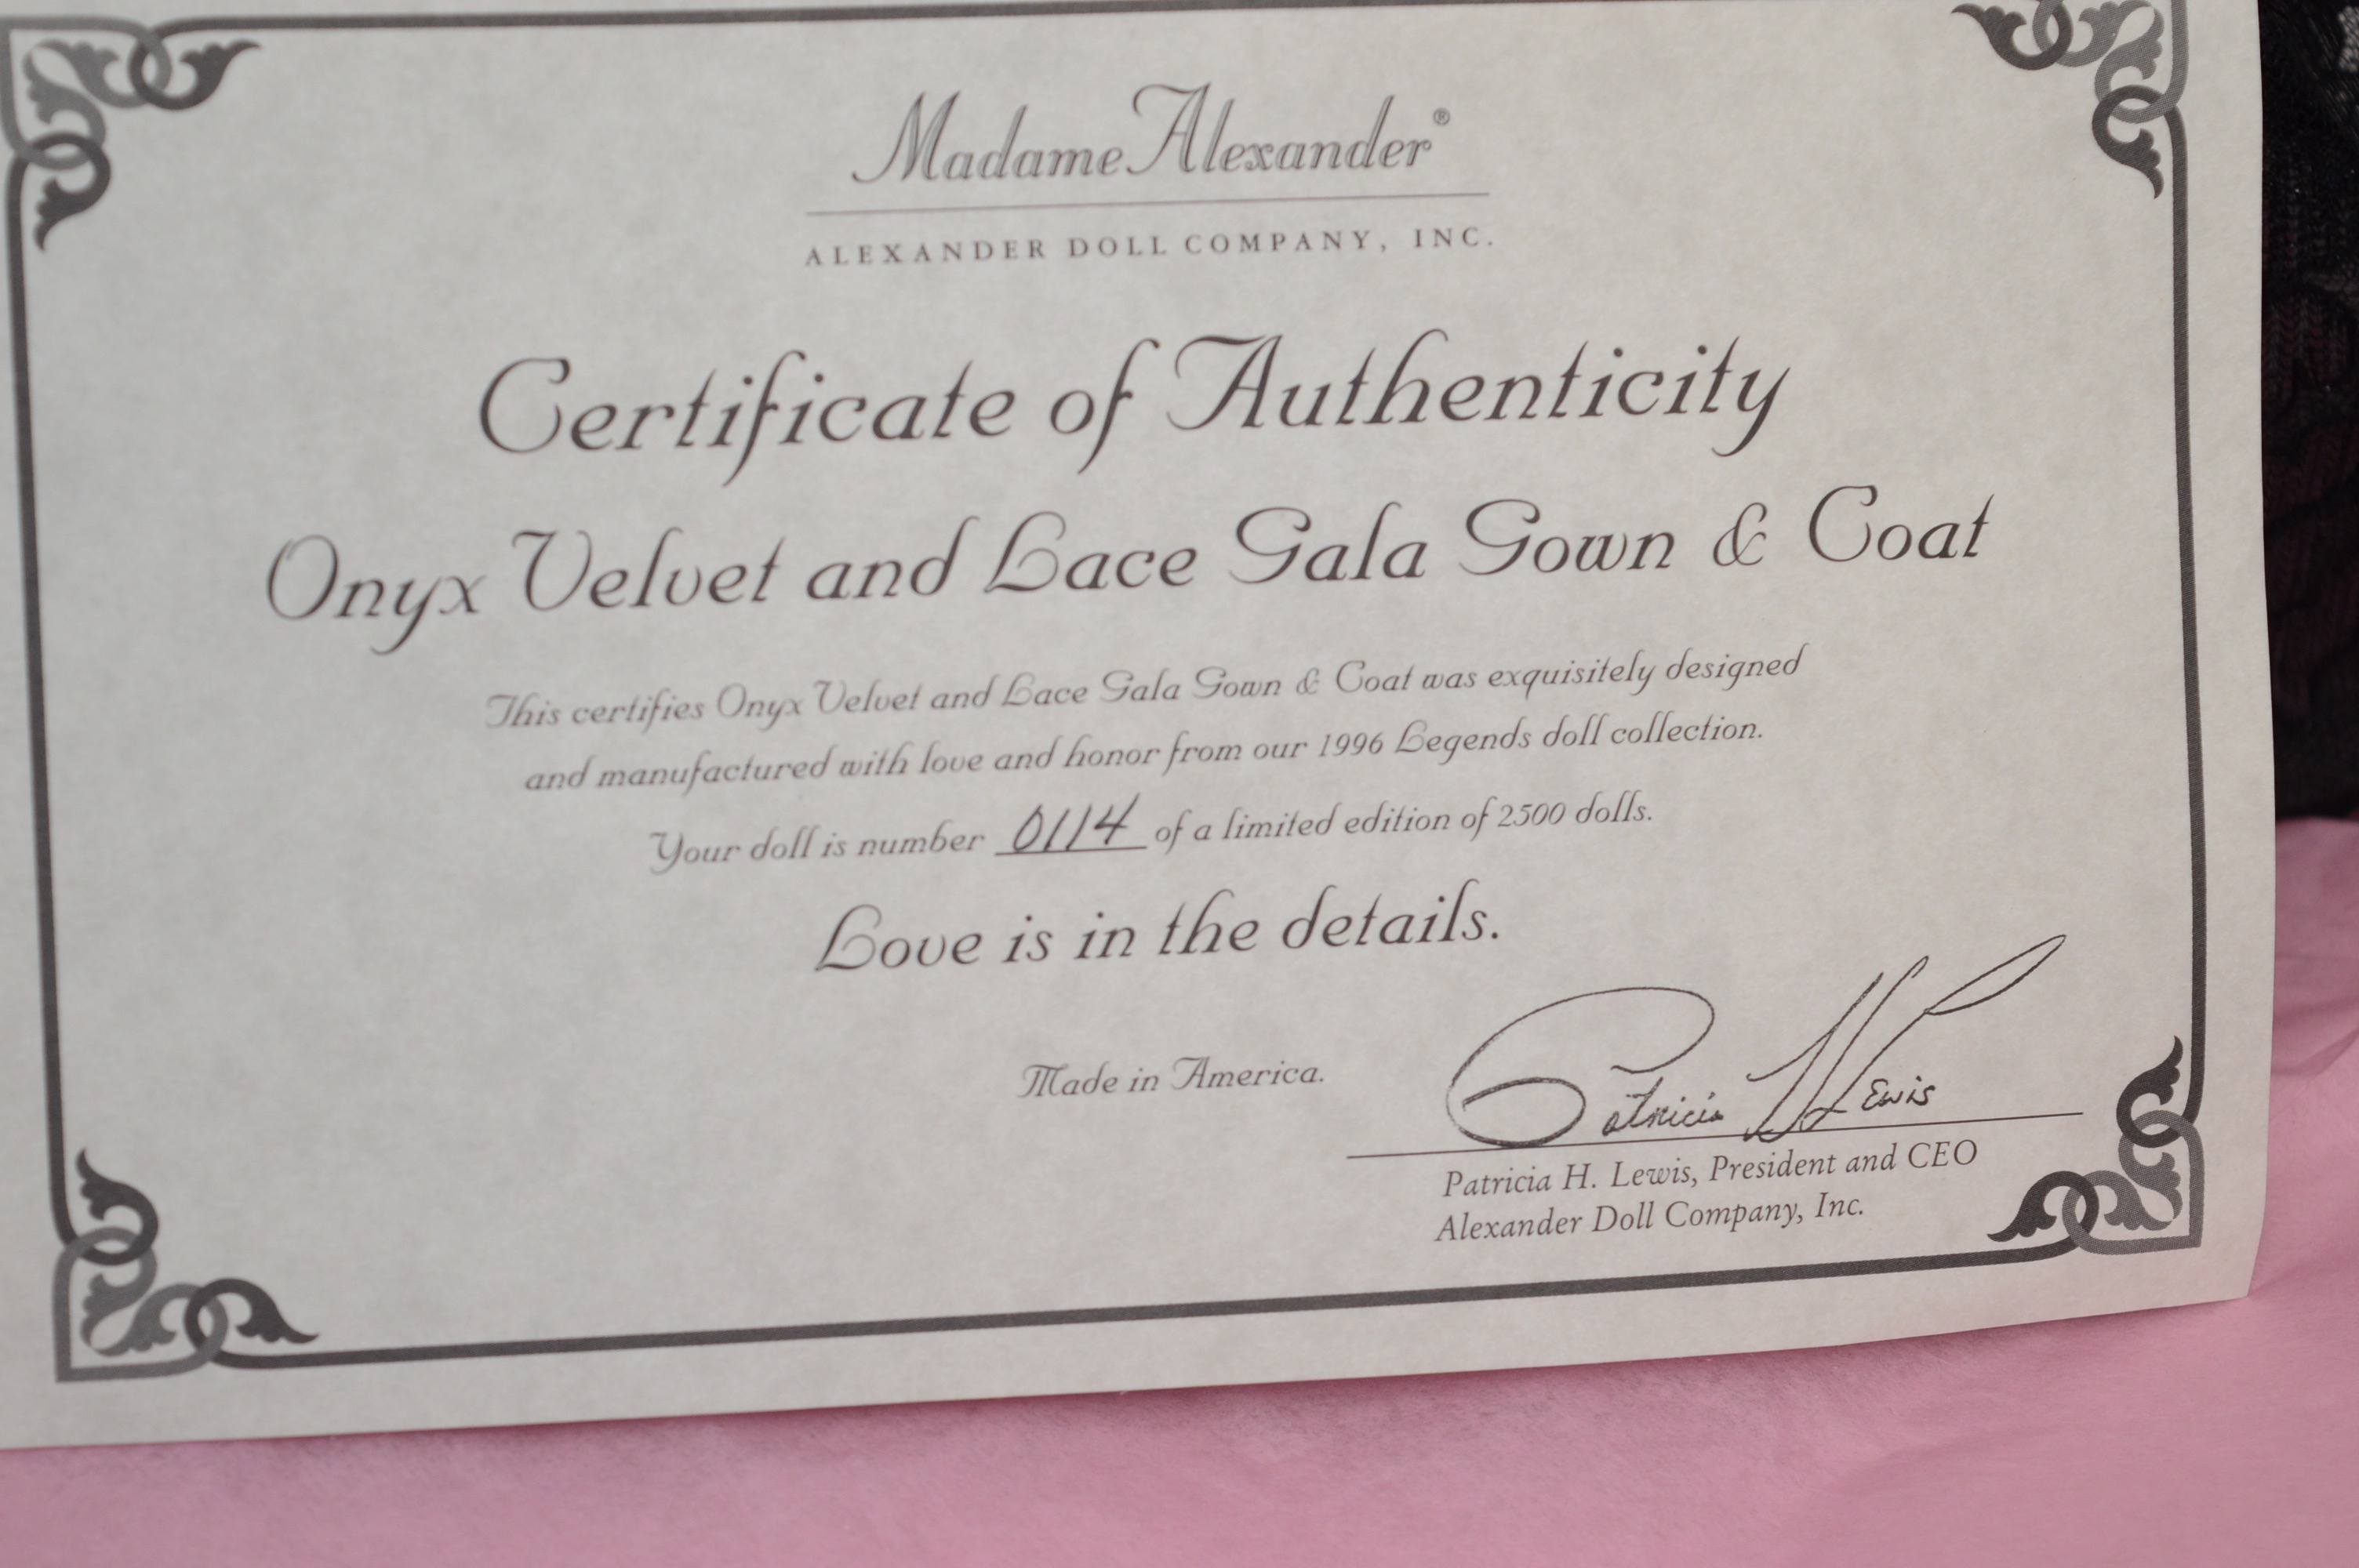 Madame Alexander®
ALEXANDER DOLL COMPANY, INC.
Certificate of Authenticity
Onyx Velvet and Lace Gala Gown & Coat
This certifies Onyx Velvet and Lace Gala Gown & Coat was exquisitely designed
and manufactured with love and honor from our 1996 Legends doll collection.
Your doll is number 0114 of a limited edition of 2500 dolls.
Love is in the details.
Made in America.
Patricia H Lewis
Patricia H. Lewis, President and CEO
Alexander Doll Company, Inc.